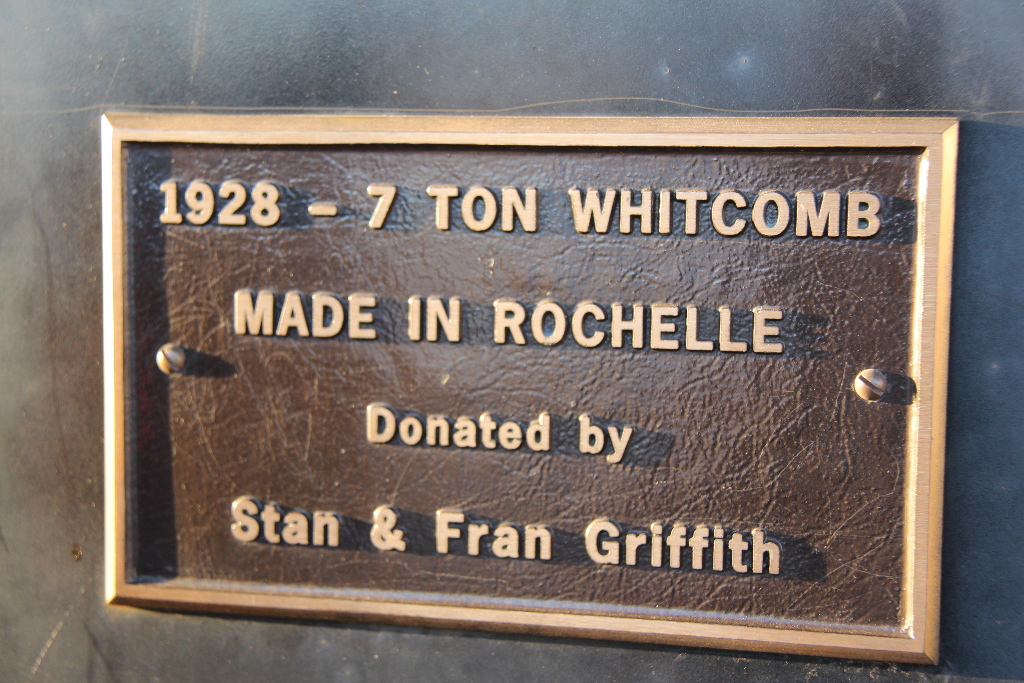 1928 - 7 TON WHITCOMB
MADE IN ROCHELLE
Donated by
Stan & Fran Griffith